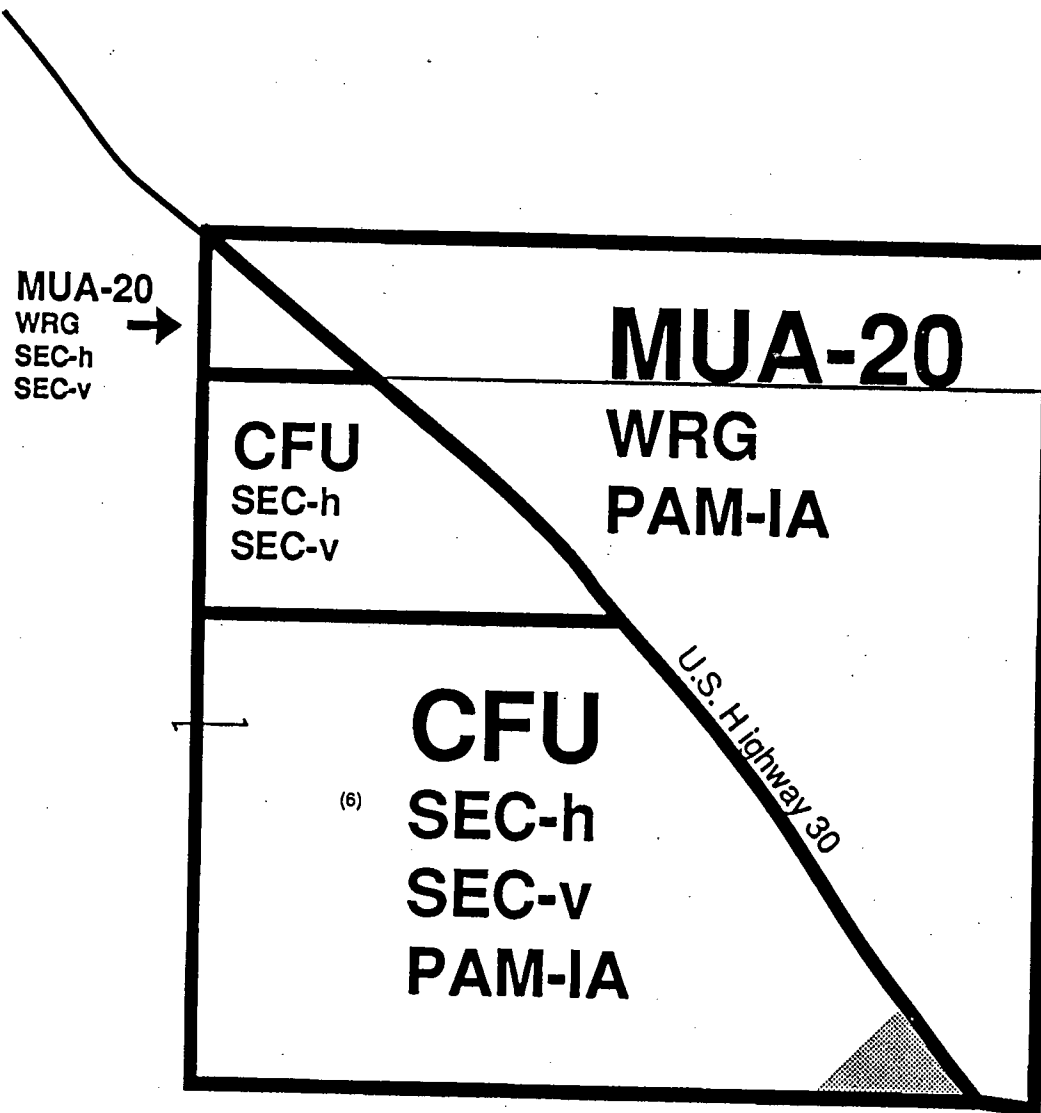 MUA-20
WRG
SEC-h
SEC-v
MUA-20
WRG
PAM-IA
CFU
SEC-h
SEC-v
U.S. Highway 30
CFU
(6)
SEC-h
SEC-v
PAM-IA